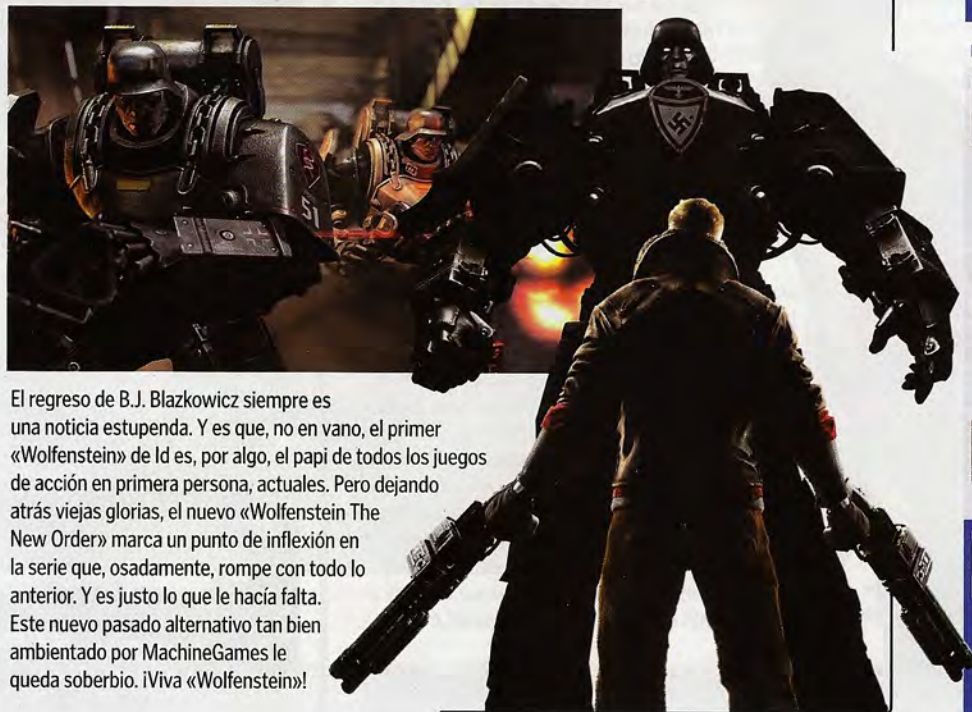 51
El regreso de B.J. Blazkowicz siempre es
una noticia estupenda. Y es que, no en vano, el primer
«Wolfenstein» de Id es, por algo, el papi de todos los juegos
de acción en primera persona, actuales. Pero dejando
atrás viejas glorias, el nuevo «Wolfenstein The
New Order» marca un punto de inflexión en
la serie que, osadamente, rompe con todo lo
anterior. Y es justo lo que le hacía falta.
Este nuevo pasado alternativo tan bien
ambientado por MachineGames le
queda soberbio. ¡Viva «Wolfenstein»!